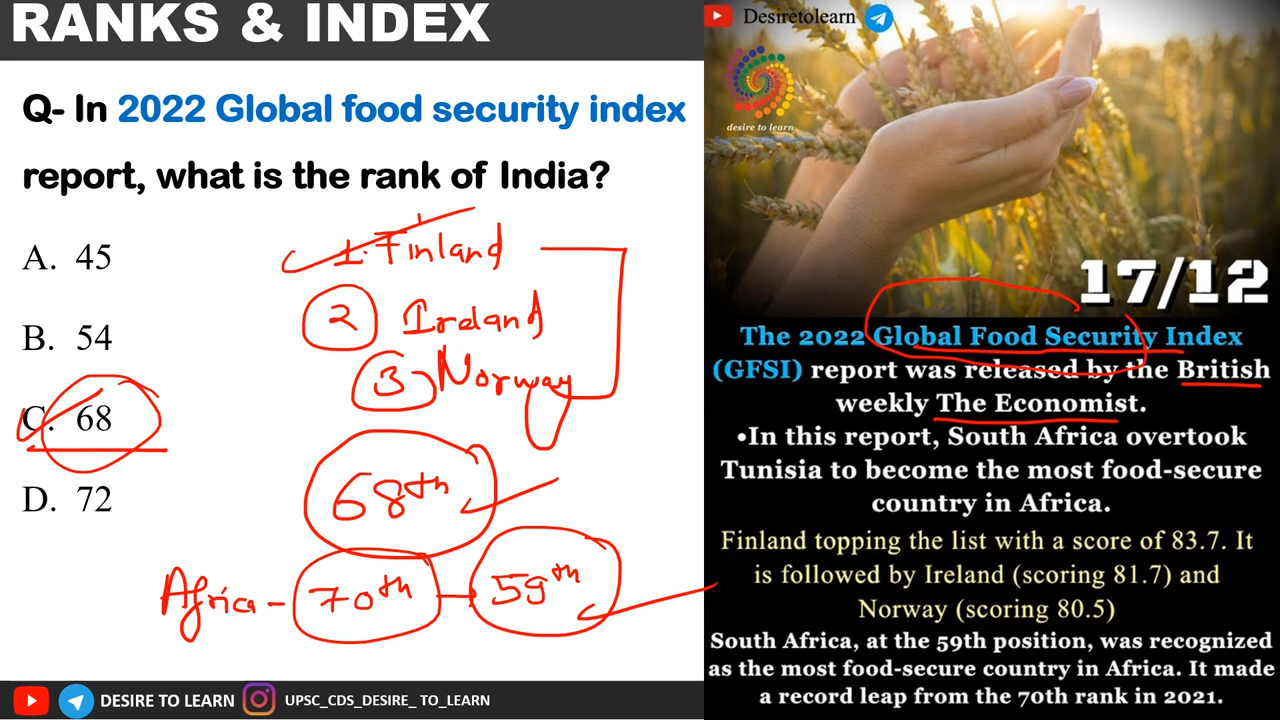 RANKS & INDEX
Q- In 2022 Global food security index
report, what is the rank of India?
A. 45
B. 54
C. 68
D. 72
1. Finland
2 Ireland
3 Norway
68th
Africa - 70th - 59th
DESIRE TO LEARN
UPSC_CDS_DESIRE_ TO_LEARN
Desiretolearn
desire to learn
17/12
The 2022 Global Food Security Index
(GFSI) report was released by the British
weekly The Economist.
•In this report, South Africa overtook
Tunisia to become the most food-secure
country in Africa.
Finland topping the list with a score of 83.7. It
is followed by Ireland (scoring 81.7) and
Norway (scoring 80.5)
South Africa, at the 59th position, was recognized
as the most food-secure country in Africa. It made
a record leap from the 70th rank in 2021.